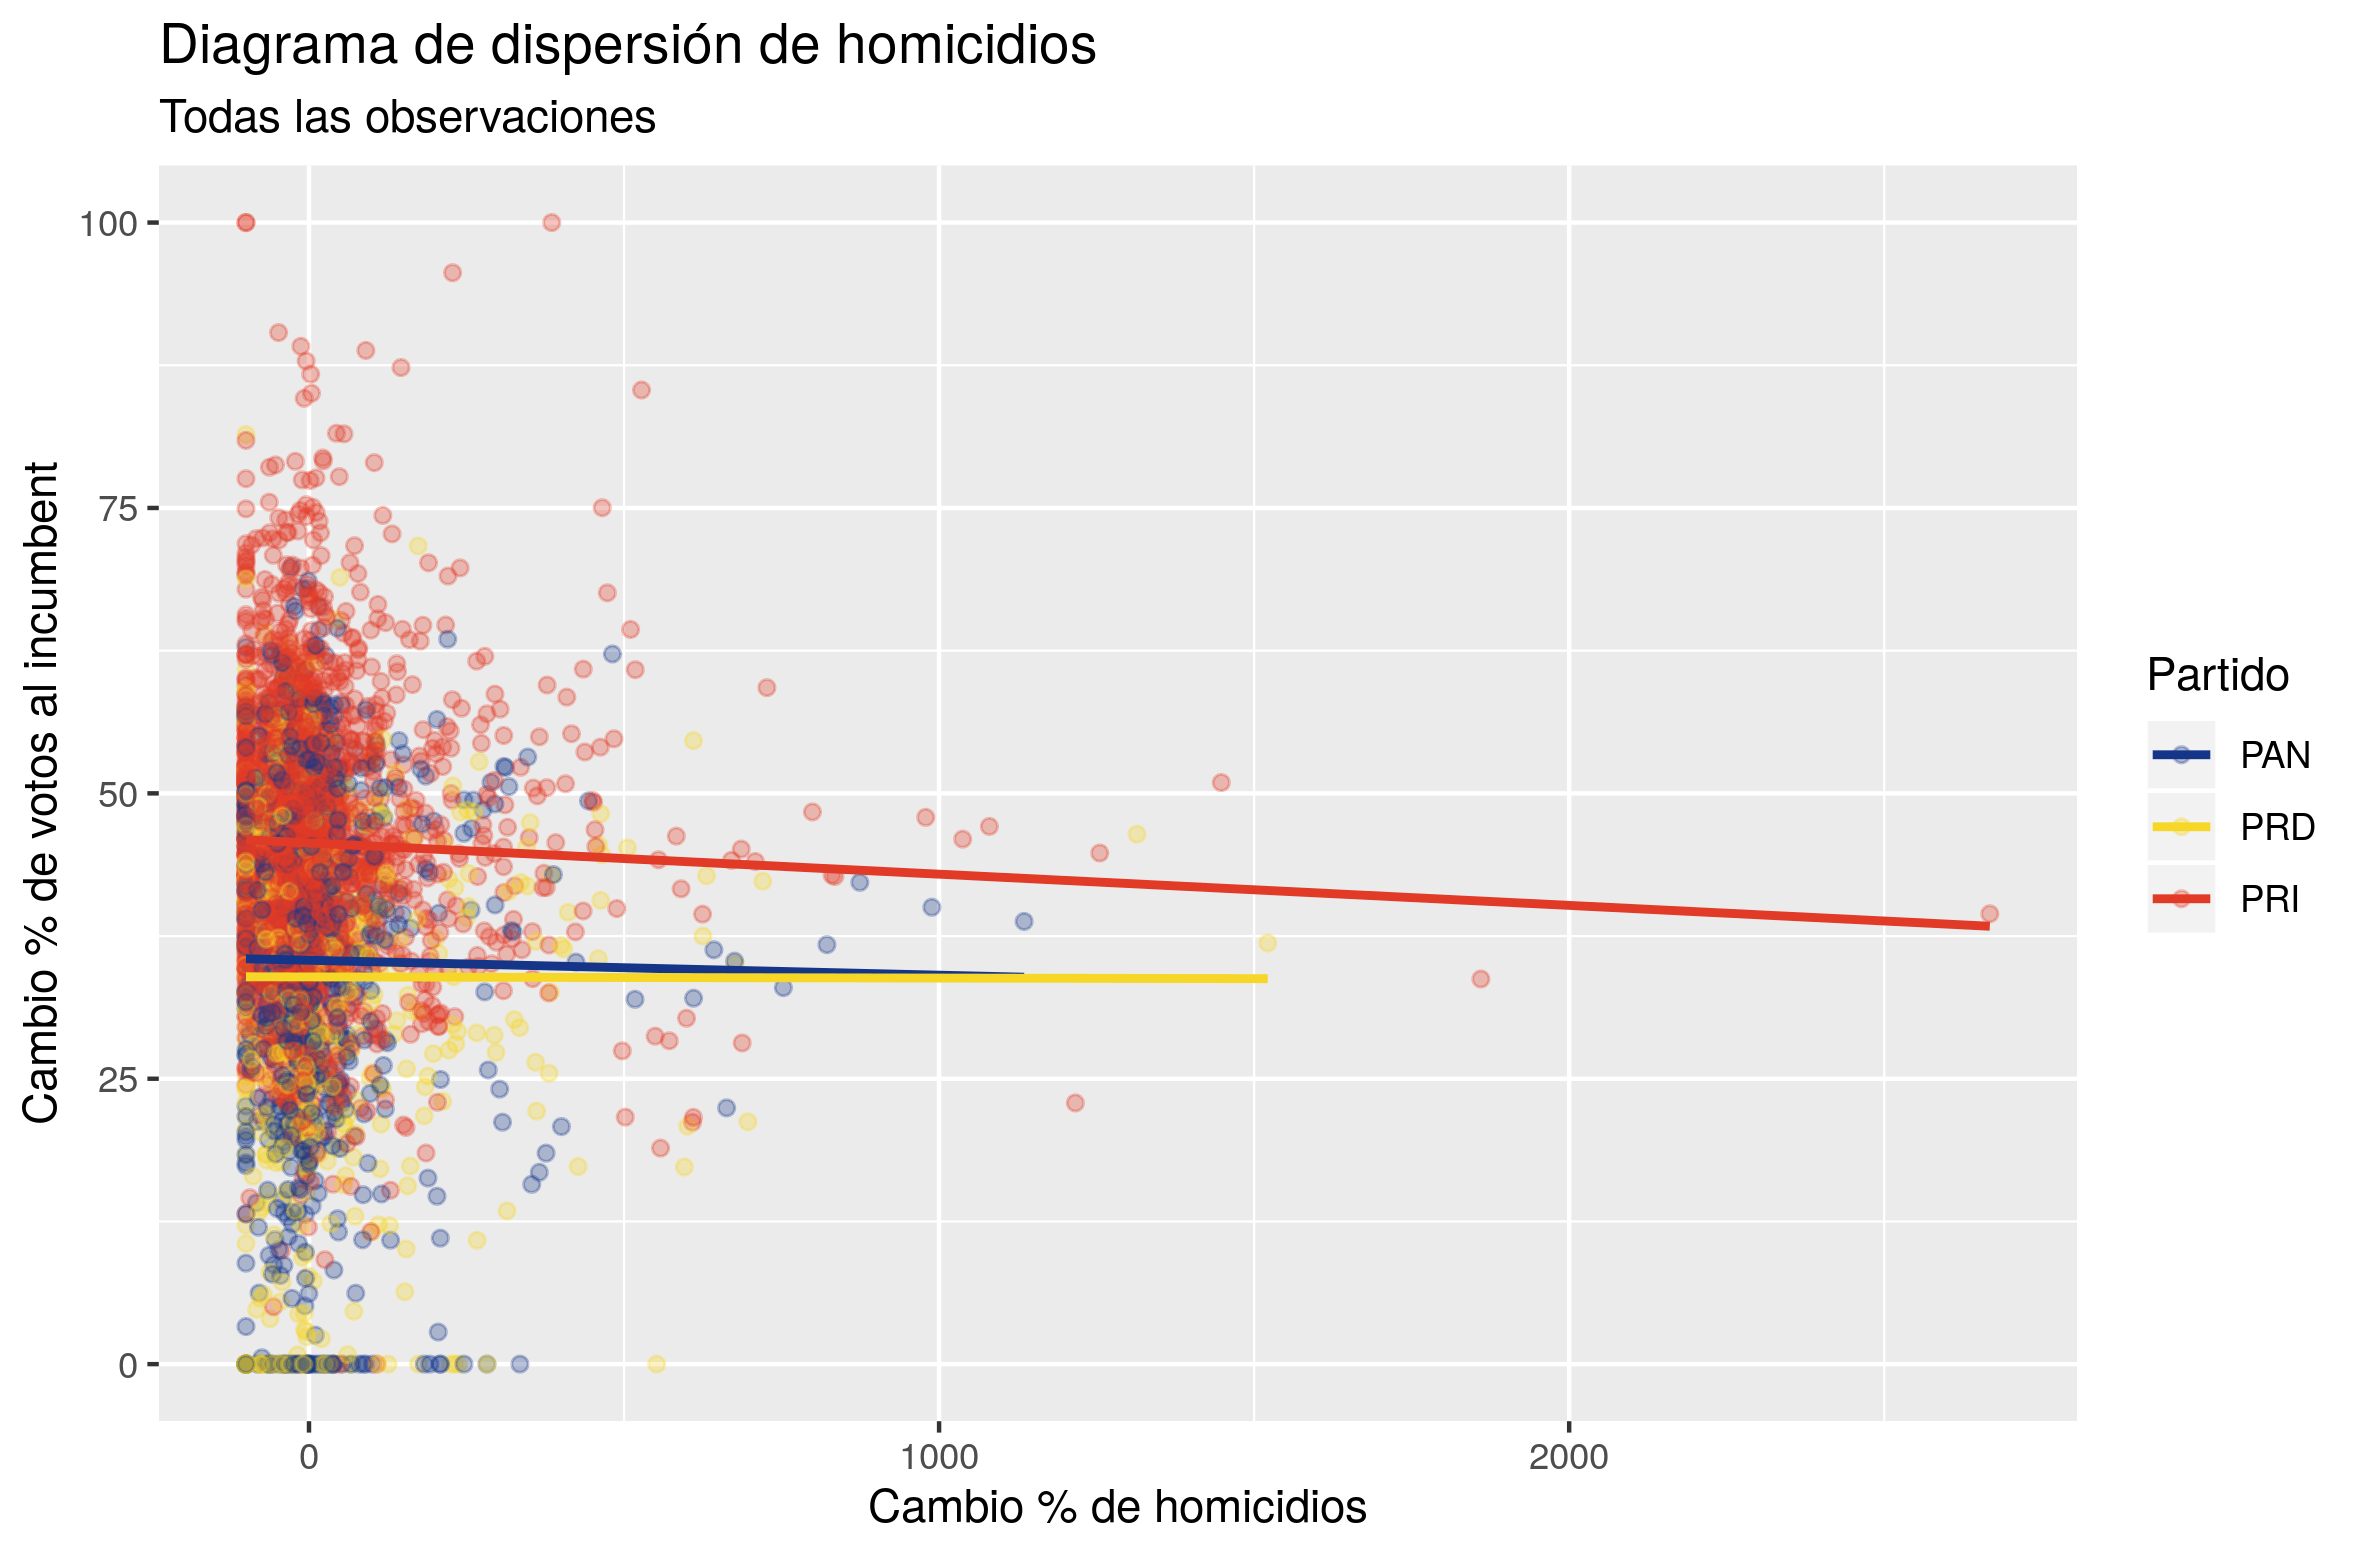 Diagrama de dispersión de homicidios
Todas las observaciones
Cambio % de votos al incumbent
100
75
50
25
0
0
1000
2000
Cambio % de homicidios
Partido
PAN
PRD
PRI